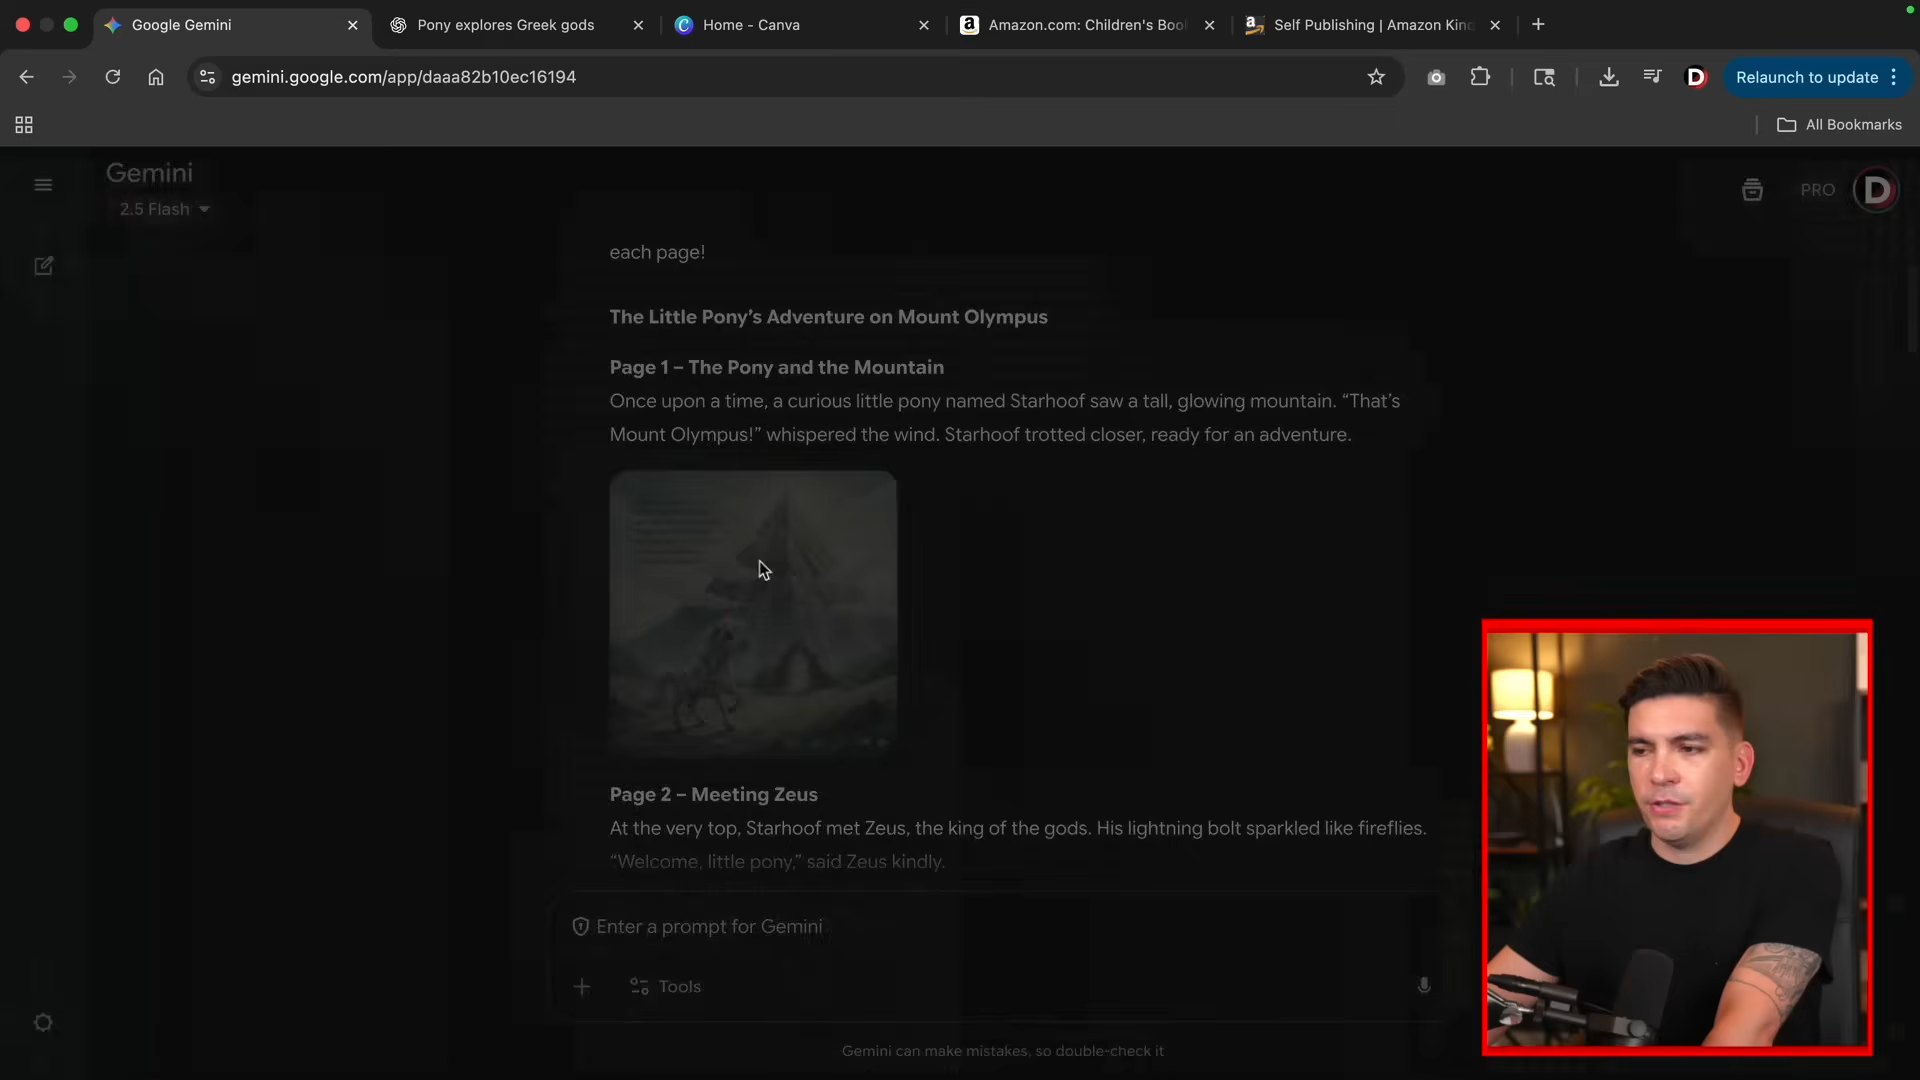 Google Gemini
Pony explores Greek gods
Home - Canva
Amazon.com: Children's Boo
Self Publishing | Amazon Kin
gemini.google.com/app/daaa82b10ec16194
Relaunch to update
All Bookmarks
Gemini
2.5 Flash
PRO
D
each page!
The Little Pony’s Adventure on Mount Olympus
Page 1 – The Pony and the Mountain
Once upon a time, a curious little pony named Starhoof saw a tall, glowing mountain. “That’s
Mount Olympus!” whispered the wind. Starhoof trotted closer, ready for an adventure.
Page 2 – Meeting Zeus
At the very top, Starhoof met Zeus, the king of the gods. His lightning bolt sparkled like fireflies.
“Welcome, little pony,” said Zeus kindly.
Enter a prompt for Gemini
Tools
Gemini can make mistakes, so double-check it